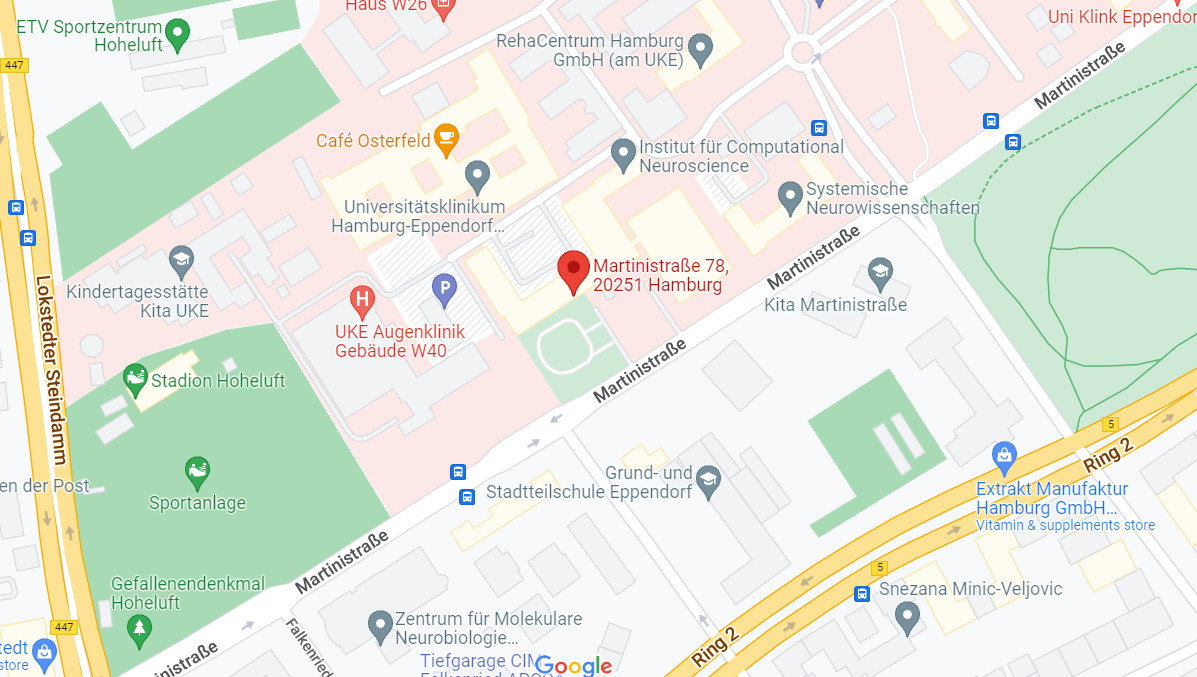 Haus W26
Uni Klink Eppendor
ETV Sportzentrum
Hoheluft
RehaCentrum Hamburg
GmbH (am UKE)
447
Martinistraße
Café Osterfeld
Institut für Computational
Neuroscience
Universitätsklinikum
Hamburg-Eppendorf...
Systemische
Neurowissenschaften
Martinistraße
Martinistraße 78,
20251 Hamburg
Kindertagesstätte
Kita UKE
P
H
Kita Martinistraße
UKE Augenklinik
Gebäude W40
Lokstedter Steindamm
Martinistraße
Stadion Hoheluft
5
Ring 2
en der Post
Sportanlage
Grund- und
Stadtteilschule Eppendorf
Extrakt Manufaktur
Hamburg GmbH...
Vitamin & supplements store
Martinistraße
5
Gefallenendenkmal
Hoheluft
Snezana Minic-Veljovic
447
Zentrum für Molekulare
Neurobiologie...
Falkenried
Ring 2
stedt
store
Martinistraße
Tiefgarage CIM
Google